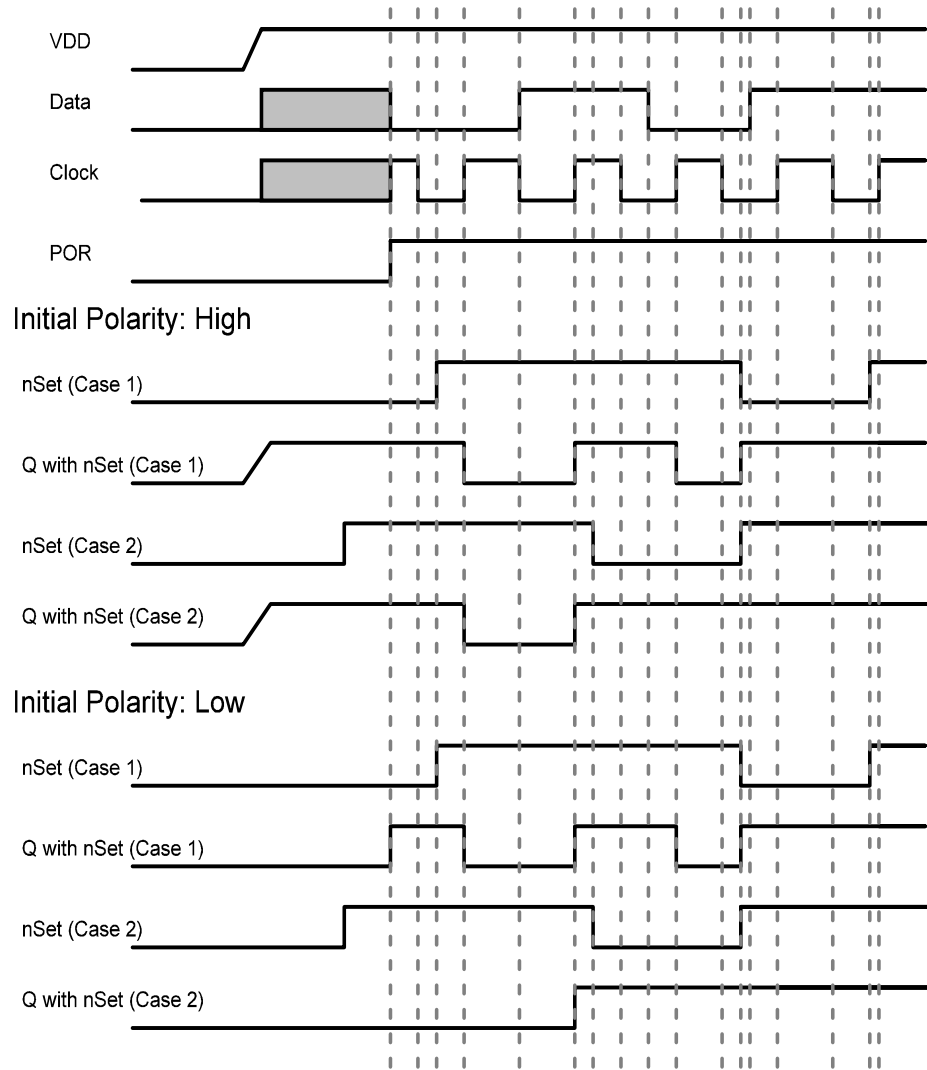 VDD
Data
Clock
POR
Initial Polarity: High
nSet (Case 1)
Q with nSet (Case 1)
nSet (Case 2)
Q with nSet (Case 2)
Initial Polarity: Low
nSet (Case 1)
Q with nSet (Case 1)
nSet (Case 2)
Q with nSet (Case 2)